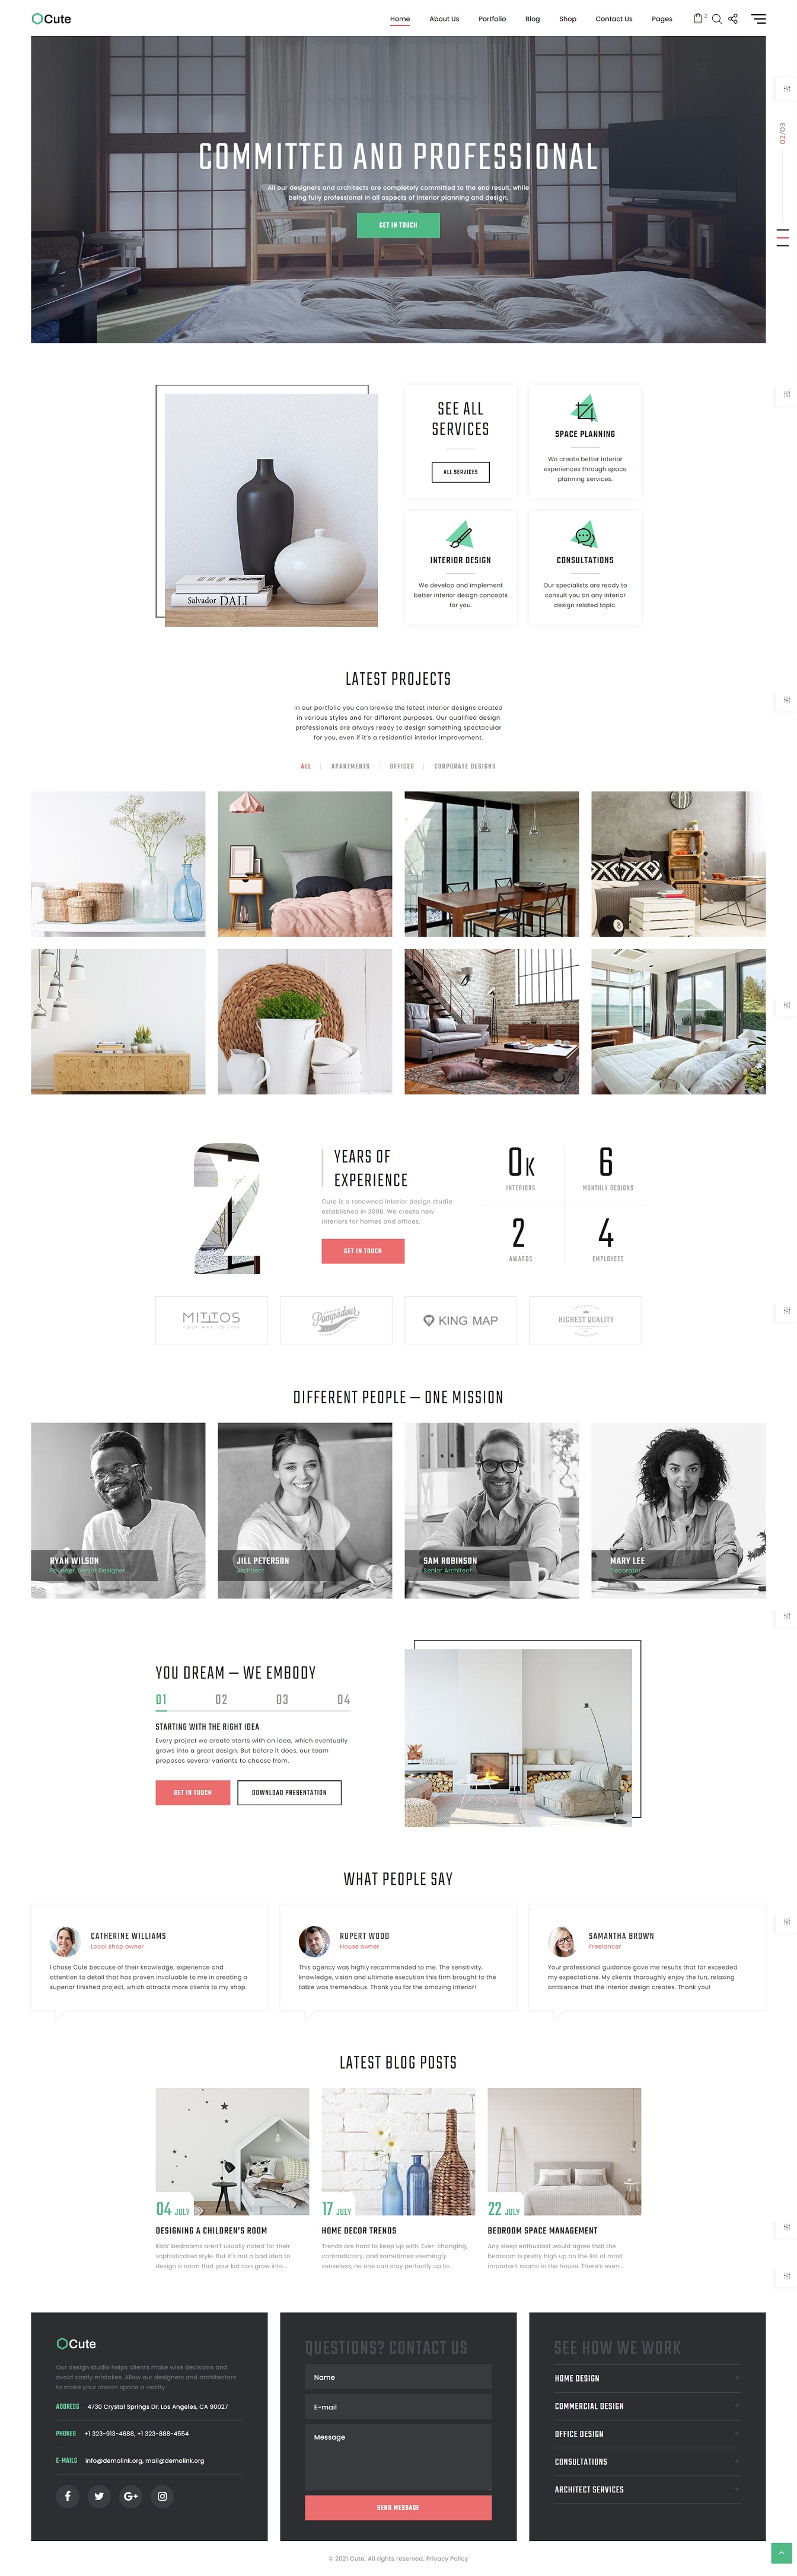 Cute
Home About Us Portfolio Blog Shop Contact Us Pages 2
02/03
COMMITTED AND PROFESSIONAL
All our designers and architects are completely committed to the end result, while
being fully professional in all aspects of interior planning and design.
GET IN TOUCH
Salvador DALI
SEE ALL
SERVICES
ALL SERVICES
SPACE PLANNING
We create better interior
experiences through space
planning services.
INTERIOR DESIGN
We develop and implement
better interior design concepts
for you.
CONSULTATIONS
Our specialists are ready to
consult you on any interior
design related topic.
LATEST PROJECTS
In our portfolio you can browse the latest interior designs created
in various styles and for different purposes. Our qualified design
professionals are always ready to design something spectacular
for you, even if it's a residential interior improvement.
ALL APARTMENTS OFFICES CORPORATE DESIGNS
2
YEARS OF
EXPERIENCE
Cute is a renowned interior design studio
established in 2008. We create new
interiors for homes and offices.
GET IN TOUCH
0K
INTERIORS
6
MONTHLY DESIGNS
2
AWARDS
4
EMPLOYEES
MITTOS
YOUR WAY TO LIFE
Pompadous
KING MAP
HIGHEST QUALITY
DIFFERENT PEOPLE — ONE MISSION
RYAN WILSON
Founder, Senior Designer
JILL PETERSON
Architect
SAM ROBINSON
Senior Architect
MARY LEE
Decorator
YOU DREAM — WE EMBODY
01 02 03 04
STARTING WITH THE RIGHT IDEA
Every project we create starts with an idea, which eventually
grows into a great design. But before it does, our team
proposes several variants to choose from.
GET IN TOUCH
DOWNLOAD PRESENTATION
WHAT PEOPLE SAY
CATHERINE WILLIAMS
Local shop owner
I chose Cute because of their knowledge, experience and
attention to detail that has proven invaluable to me in creating a
superior finished project, which attracts more clients to my shop.
RUPERT WOOD
House owner
This agency was highly recommended to me. The sensitivity,
knowledge, vision and ultimate execution this firm brought to the
table was tremendous. Thank you for the amazing interior!
SAMANTHA BROWN
Freelancer
Your professional guidance gave me results that far exceeded
my expectations. My clients thoroughly enjoy the fun, relaxing
ambience that the interior design creates. Thank you!
LATEST BLOG POSTS
04 JULY
DESIGNING A CHILDREN'S ROOM
Kids' bedrooms aren't usually noted for their
sophisticated style. But it's not a bad idea to
design a room that your kid can grow into...
17 JULY
HOME DECOR TRENDS
Trends are hard to keep up with. Ever-changing,
contradictory, and sometimes seemingly
senseless, no one can stay perfectly up to...
22 JULY
BEDROOM SPACE MANAGEMENT
Any sleep enthusiast would agree that the
bedroom is pretty high up on the list of most
important rooms in the house. There's even...
Cute
Our design studio helps clients make wise decisions and
avoid costly mistakes. Allow our designers and architects
to make your dream space a reality.
ADDRESS 4730 Crystal Springs Dr, Los Angeles, CA 90027
PHONES +1 323-913-4688, +1 323-888-4554
E-MAILS info@demolink.org, mail@demolink.org
QUESTIONS? CONTACT US
Name
E-mail
Message
SEND MESSAGE
SEE HOW WE WORK
HOME DESIGN
COMMERCIAL DESIGN
OFFICE DESIGN
CONSULTATIONS
ARCHITECT SERVICES
© 2021 Cute. All rights reserved. Privacy Policy